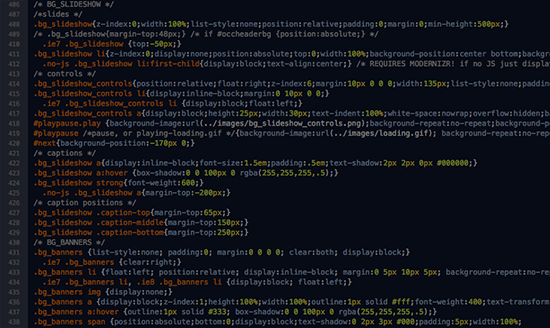 406 /* BG_SLIDESHOW */
407 /*slides */
408 .bg_slideshow{z-index:0;width:100%;list-style:none;position:relative;padding:0;margin:0;min-height:500px;}
409 /* .bg_slideshow{margin-top:48px;} /* if #occheaderbg {position:absolute;} */
410 .ie7 .bg_slideshow {top:-50px;}
411 .bg_slideshow li{z-index:0;display:none;position:absolute;top:0;width:100%;background-position:center bottom;backgroun
412 .no-js .bg_slideshow li:first-child{display:block;text-align:center;} /* REQUIRES MODERNIZR! if no JS just display
413 /* controls */
414 .bg_slideshow_controls{position:relative;float:right;z-index:6;margin:10px 0 0 0;width:135px;list-style:none;padding
415 .bg_slideshow_controls li{display:inline-block;margin:0 10px 0 0;}
416 .ie7 .bg_slideshow_controls li {display:block;float:left;}
417 .bg_slideshow_controls a{display:block;height:25px;width:30px;text-indent:100%;white-space:nowrap;overflow:hidden;ba
418 #playpause.play {background-image:url(../images/bg_slideshow_controls.png);background-repeat:no-repeat;background-po
419 #playpause /*pause, or playing-loading.gif */{background-image:url(../images/loading.gif); background-repeat:no-repe
420 #next{background-position:-170px 0;}
421 /* captions */
422 .bg_slideshow a{display:inline-block;font-size:1.5em;padding:.5em;text-shadow:2px 2px 0px #000000;}
423 .bg_slideshow a:hover {box-shadow:0 0 100px 0 rgba(255,255,255,.5);}
424 .bg_slideshow strong{font-weight:600;}
425 .no-js .bg_slideshow a{margin-top:-200px;}
426 /* caption positions */
427 .bg_slideshow .caption-top{margin-top:65px;}
428 .bg_slideshow .caption-middle{margin-top:150px;}
429 .bg_slideshow .caption-bottom{margin-top:250px;}
430 /* BG_BANNERS */
431 .bg_banners {list-style:none; padding:0; margin:0 0 0 0; clear:both; display:block;}
432 .ie7 .bg_banners {clear:right;}
433 .bg_banners li {float:left; position:relative; display:inline-block; margin:0 5px 10px 5px; background-repeat:no-rep
434 .ie7 .bg_banners li, .ie8 .bg_banners li {display:block; float:left;}
435 .bg_banners img {display:none;}
436 .bg_banners a {display:block;z-index:1;height:100%;width:100%;outline:1px solid #fff;font-weight:400;text-transform:
437 .bg_banners a:hover {outline:1px solid #333; box-shadow:0 0 100px 0 rgba(255,255,255,.5);}
438 .bg_banners span {position:absolute;bottom:0;display:block;text-shadow:0 2px 3px #000;padding:5px;width:100%;